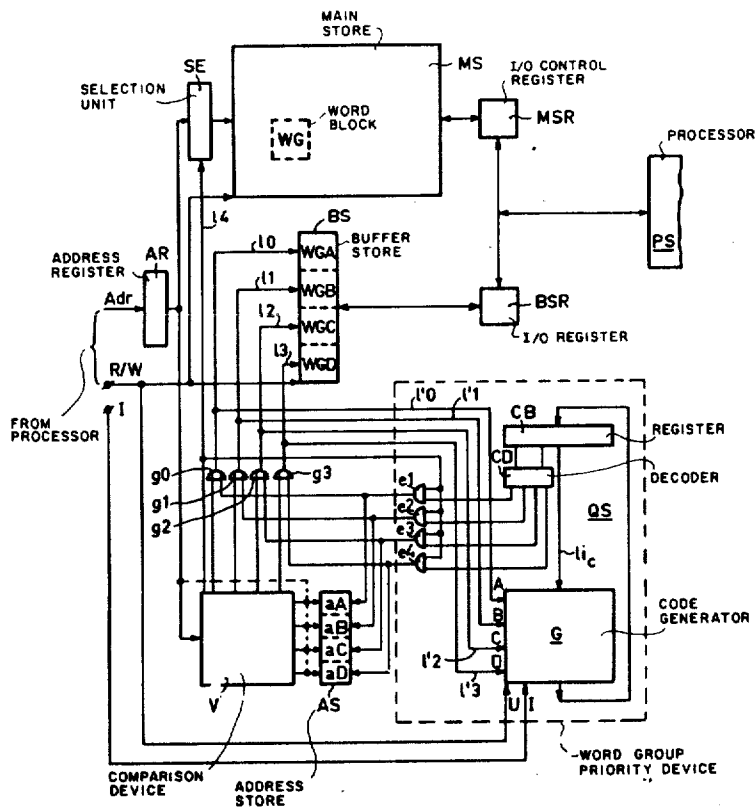 MAIN
STORE
SE
MS
I/O CONTROL
REGISTER
SELECTION
UNIT
WORD
BLOCK
WG
MSR
PROCESSOR
PS
l4
BS
BUFFER
STORE
l0
WGA
ADDRESS
REGISTER
AR
l1
WGB
Adr
l2
WGC
BSR
I/O REGISTER
l3
WGD
R/W
I
FROM
PROCESSOR
l'0
l'1
CB
REGISTER
CD
DECODER
g0
g1
g2
g3
e1
e2
e3
e4
QS
li_c
A
B
C
D
G
CODE
GENERATOR
aA
aB
aC
aD
l'2
l'3
V
AS
U I
COMPARISON
DEVICE
ADDRESS
STORE
WORD GROUP
PRIORITY DEVICE